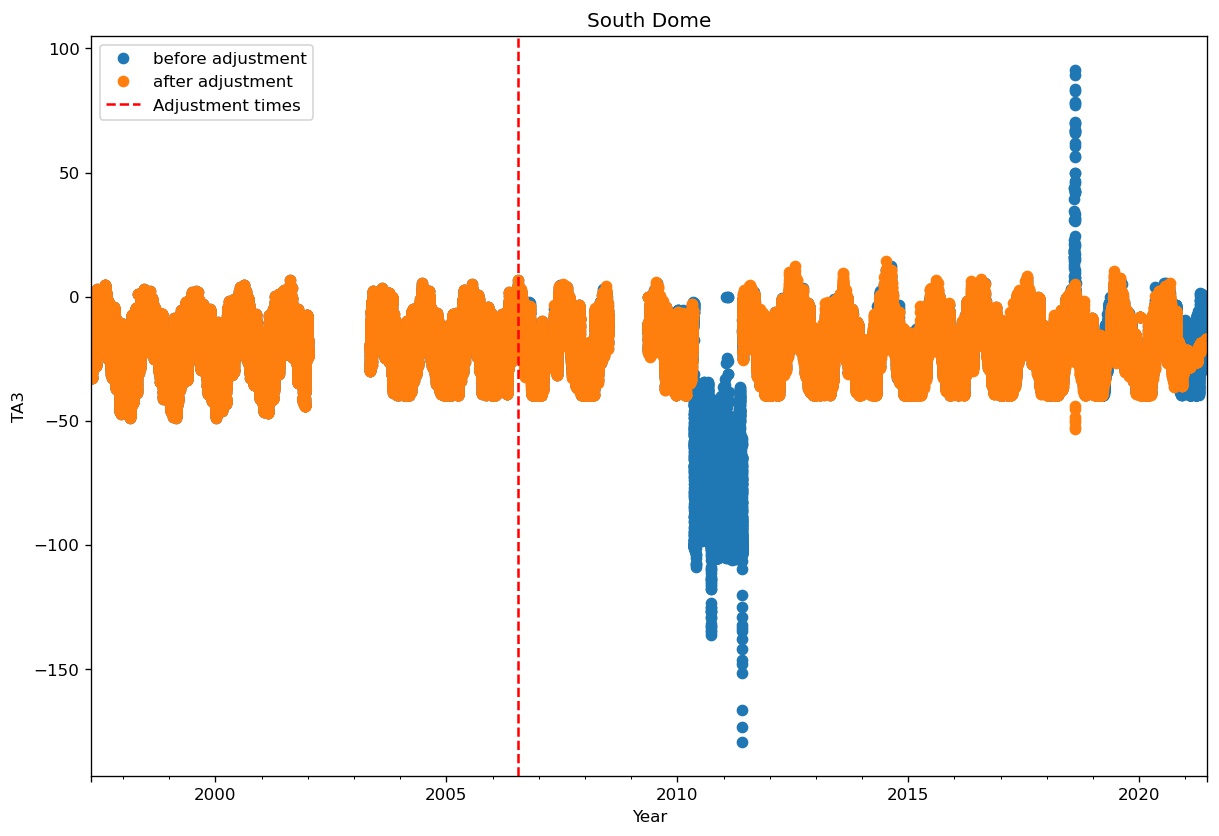 South Dome
before adjustment
after adjustment
Adjustment times
100
50
0
−50
−100
−150
TA3
2000 2005 2010 2015 2020
Year